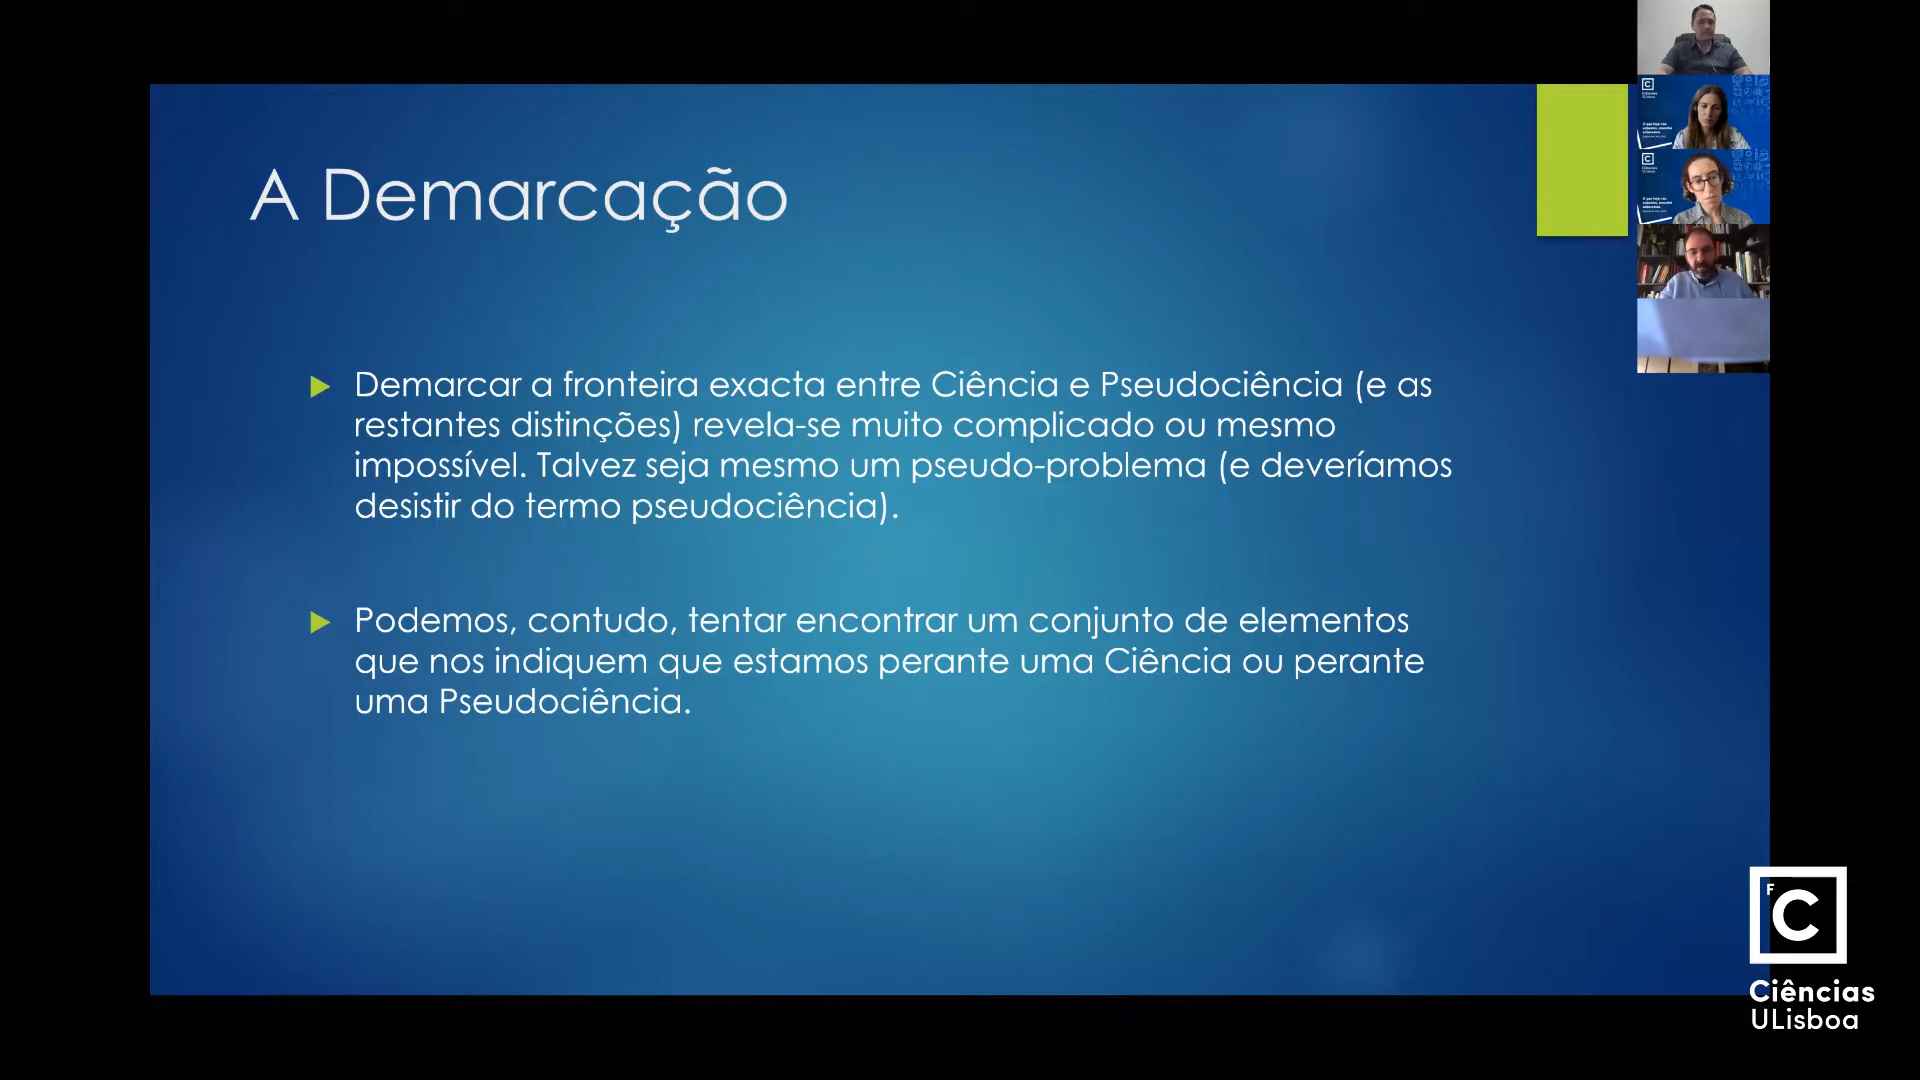 A Demarcação
Demarcar a fronteira exacta entre Ciência e Pseudociência (e as
restantes distinções) revela-se muito complicado ou mesmo
impossível. Talvez seja mesmo um pseudo-problema (e deveríamos
desistir do termo pseudociência).
Podemos, contudo, tentar encontrar um conjunto de elementos
que nos indiquem que estamos perante uma Ciência ou perante
uma Pseudociência.
F
C
Ciências
ULisboa